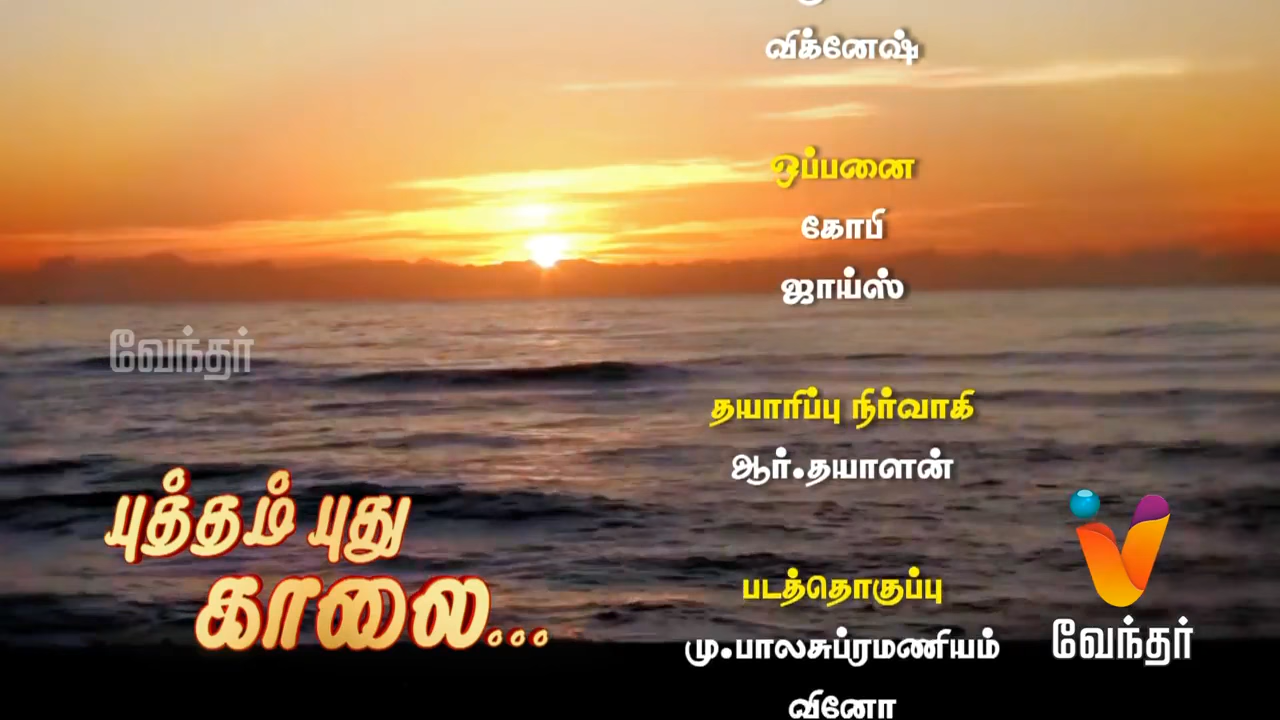 விக்னேஷ்
ஒப்பனை
கோபி
ஜாய்ஸ்
தயாரிப்பு நிர்வாகி
ஆர்.தயாளன்
படத்தொகுப்பு
மு.பாலசுப்ரமணியம்
வினோ
வேந்தர்
புத்தம் புது
காலை...
வேந்தர்